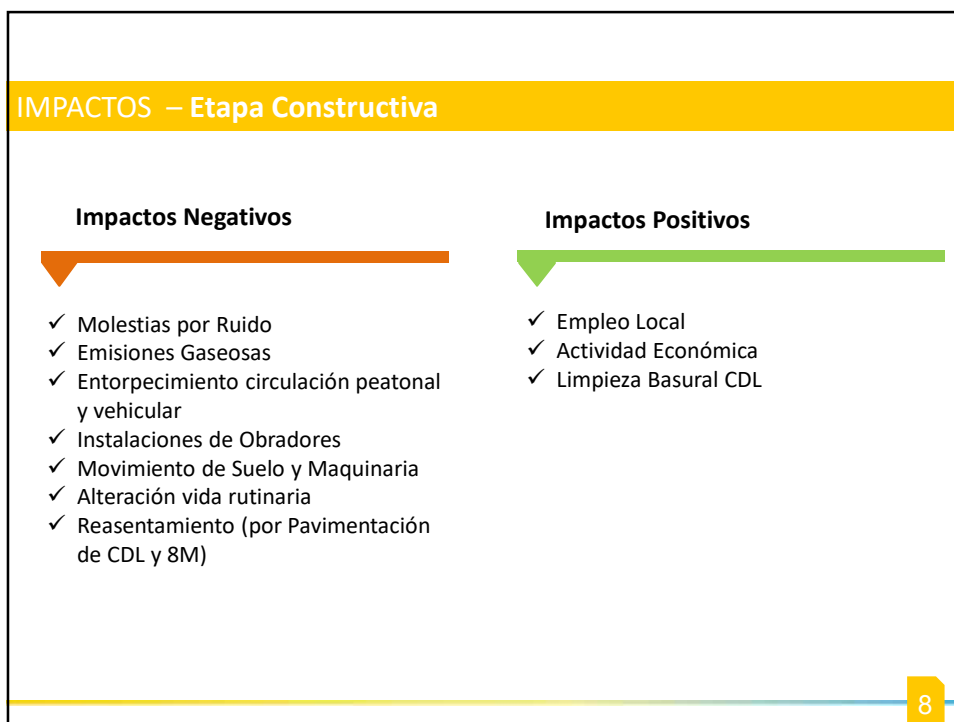 IMPACTOS – Etapa Constructiva
Impactos Negativos
✓ Molestias por Ruido
✓ Emisiones Gaseosas
✓ Entorpecimiento circulación peatonal
y vehicular
✓ Instalaciones de Obradores
✓ Movimiento de Suelo y Maquinaria
✓ Alteración vida rutinaria
✓ Reasentamiento (por Pavimentación
de CDL y 8M)
Impactos Positivos
✓ Empleo Local
✓ Actividad Económica
✓ Limpieza Basural CDL
8